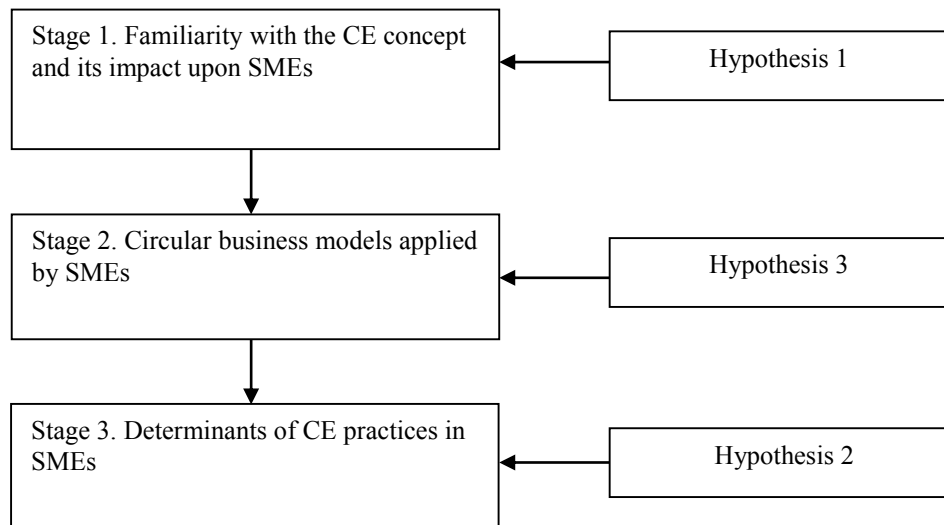 Stage 1. Familiarity with the CE concept
and its impact upon SMEs
Hypothesis 1
Stage 2. Circular business models applied
by SMEs
Hypothesis 3
Stage 3. Determinants of CE practices in
SMEs
Hypothesis 2